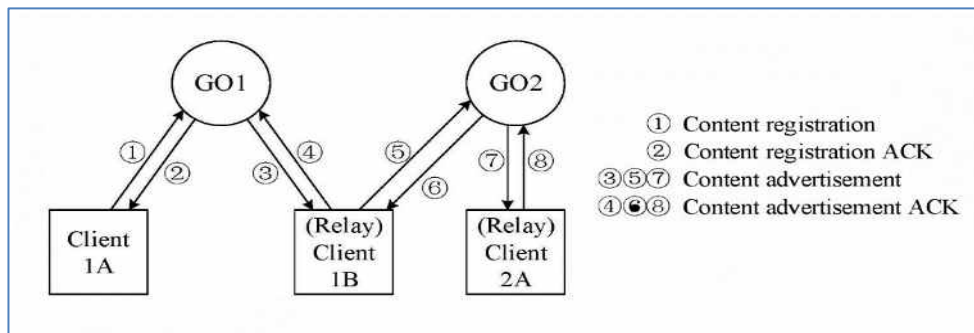 GO1
GO2
① ② ③ ④ ⑤ ⑥ ⑦ ⑧
Client
1A
(Relay)
Client
1B
(Relay)
Client
2A
① Content registration
② Content registration ACK
③⑤⑦ Content advertisement
④⑥⑧ Content advertisement ACK